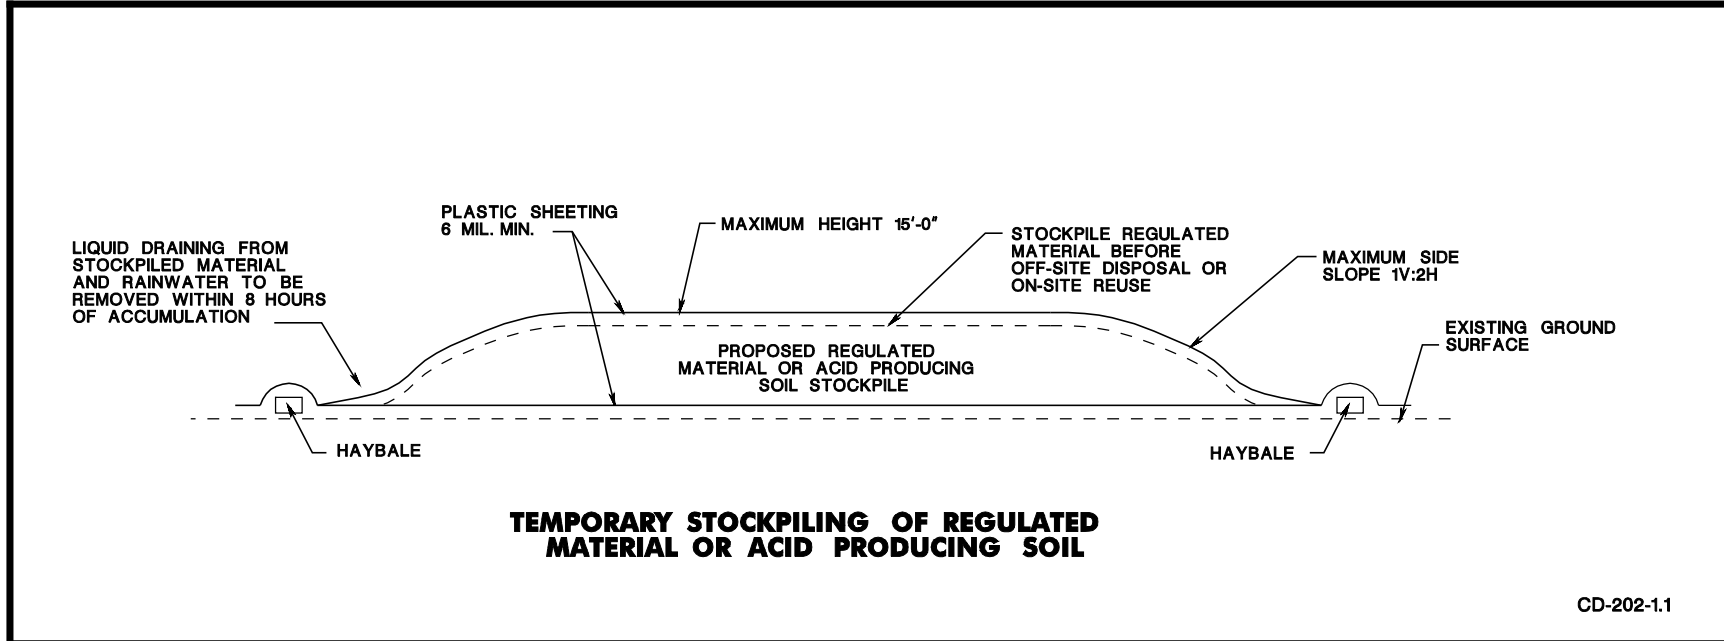 PLASTIC SHEETING
6 MIL. MIN.
MAXIMUM HEIGHT 15'-0"
STOCKPILE REGULATED
MATERIAL BEFORE
OFF-SITE DISPOSAL OR
ON-SITE REUSE
LIQUID DRAINING FROM
STOCKPILED MATERIAL
AND RAINWATER TO BE
REMOVED WITHIN 8 HOURS
OF ACCUMULATION
MAXIMUM SIDE
SLOPE 1V:2H
EXISTING GROUND
SURFACE
PROPOSED REGULATED
MATERIAL OR ACID PRODUCING
SOIL STOCKPILE
HAYBALE
HAYBALE
TEMPORARY STOCKPILING OF REGULATED
MATERIAL OR ACID PRODUCING SOIL
CD-202-1.1